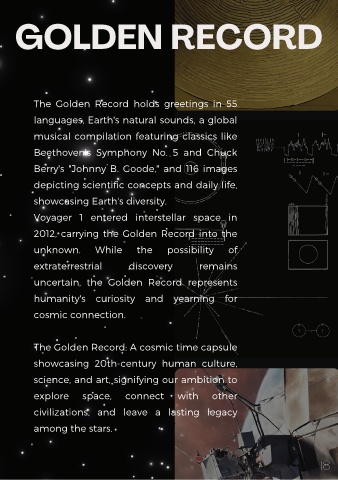 GOLDEN RECORD
The Golden Record holds greetings in 55
languages, Earth's natural sounds, a global
musical compilation featuring classics like
Beethoven's Symphony No. 5 and Chuck
Berry's "Johnny B. Goode," and 116 images
depicting scientific concepts and daily life,
showcasing Earth's diversity.
Voyager 1 entered interstellar space in
2012, carrying the Golden Record into the
unknown. While the possibility of
extraterrestrial discovery remains
uncertain, the Golden Record represents
humanity's curiosity and yearning for
cosmic connection.
The Golden Record: A cosmic time capsule
showcasing 20th-century human culture,
science, and art, signifying our ambition to
explore space, connect with other
civilizations, and leave a lasting legacy
among the stars.
18